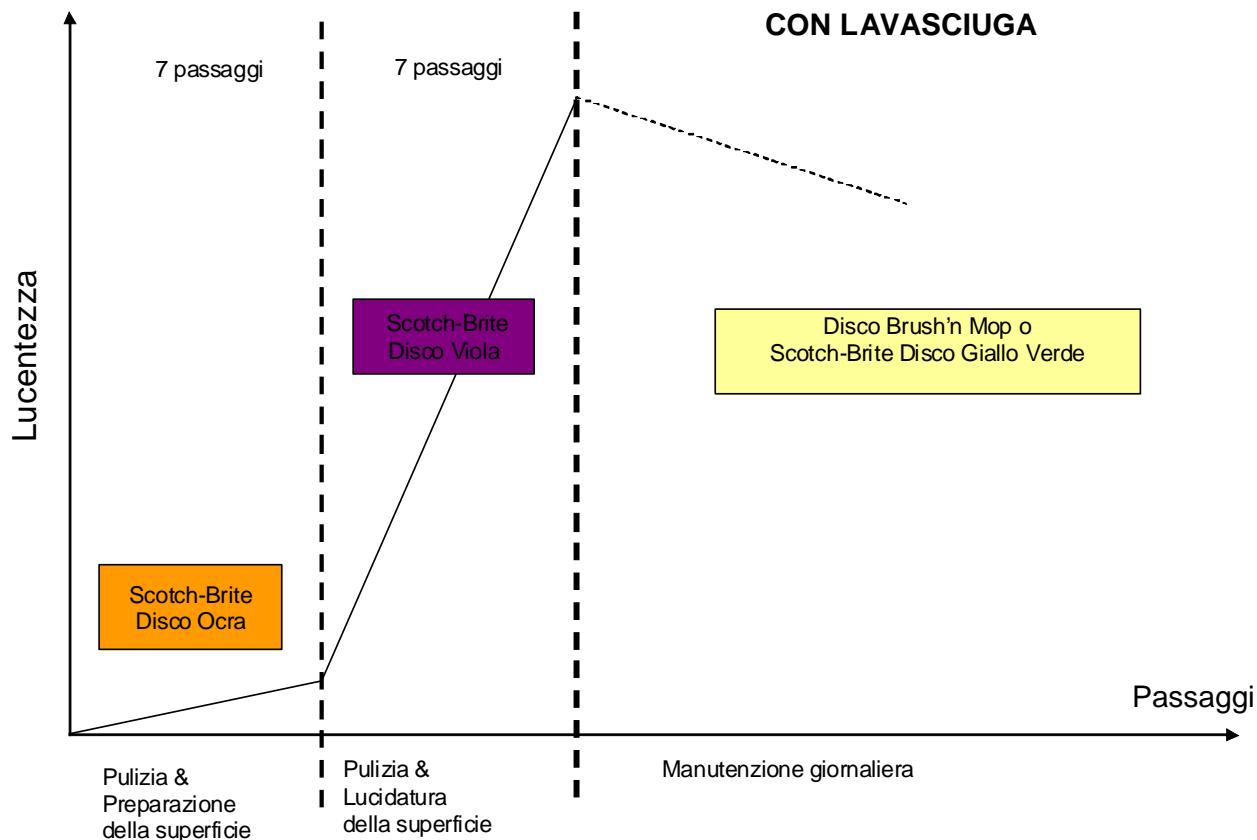 CON LAVASCIUGA
7 passaggi
7 passaggi
Lucentezza
Scotch-Brite
Disco Viola
Disco Brush'n Mop o
Scotch-Brite Disco Giallo Verde
Scotch-Brite
Disco Ocra
Passaggi
Pulizia &
Preparazione
della superficie
Pulizia &
Lucidatura
della superficie
Manutenzione giornaliera